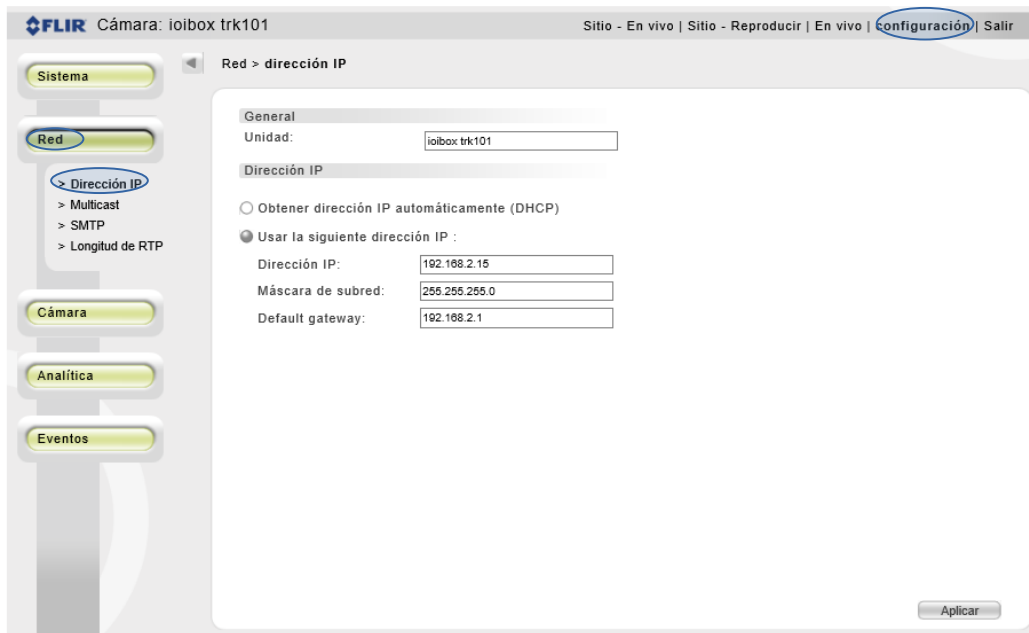 FLIR Cámara: ioibox trk101
Sitio - En vivo | Sitio - Reproducir | En vivo | configuración | Salir
Sistema
Red
> Dirección IP
> Multicast
> SMTP
> Longitud de RTP
Cámara
Analítica
Eventos
Red > dirección IP
General
Unidad: ioibox trk101
Dirección IP
Obtener dirección IP automáticamente (DHCP)
Usar la siguiente dirección IP :
Dirección IP: 192.168.2.15
Máscara de subred: 255.255.255.0
Default gateway: 192.168.2.1
Aplicar